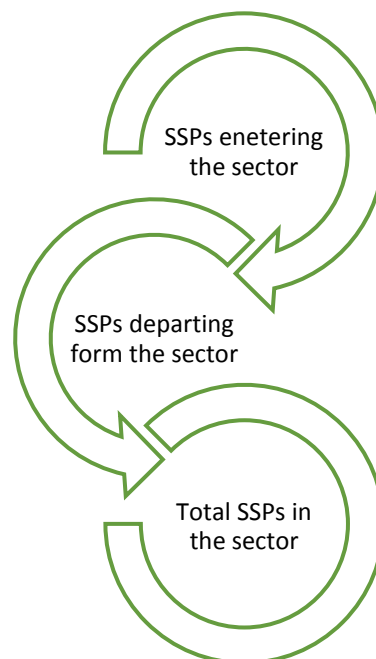 SSPs enetering
the sector
SSPs departing
form the sector
Total SSPs in
the sector